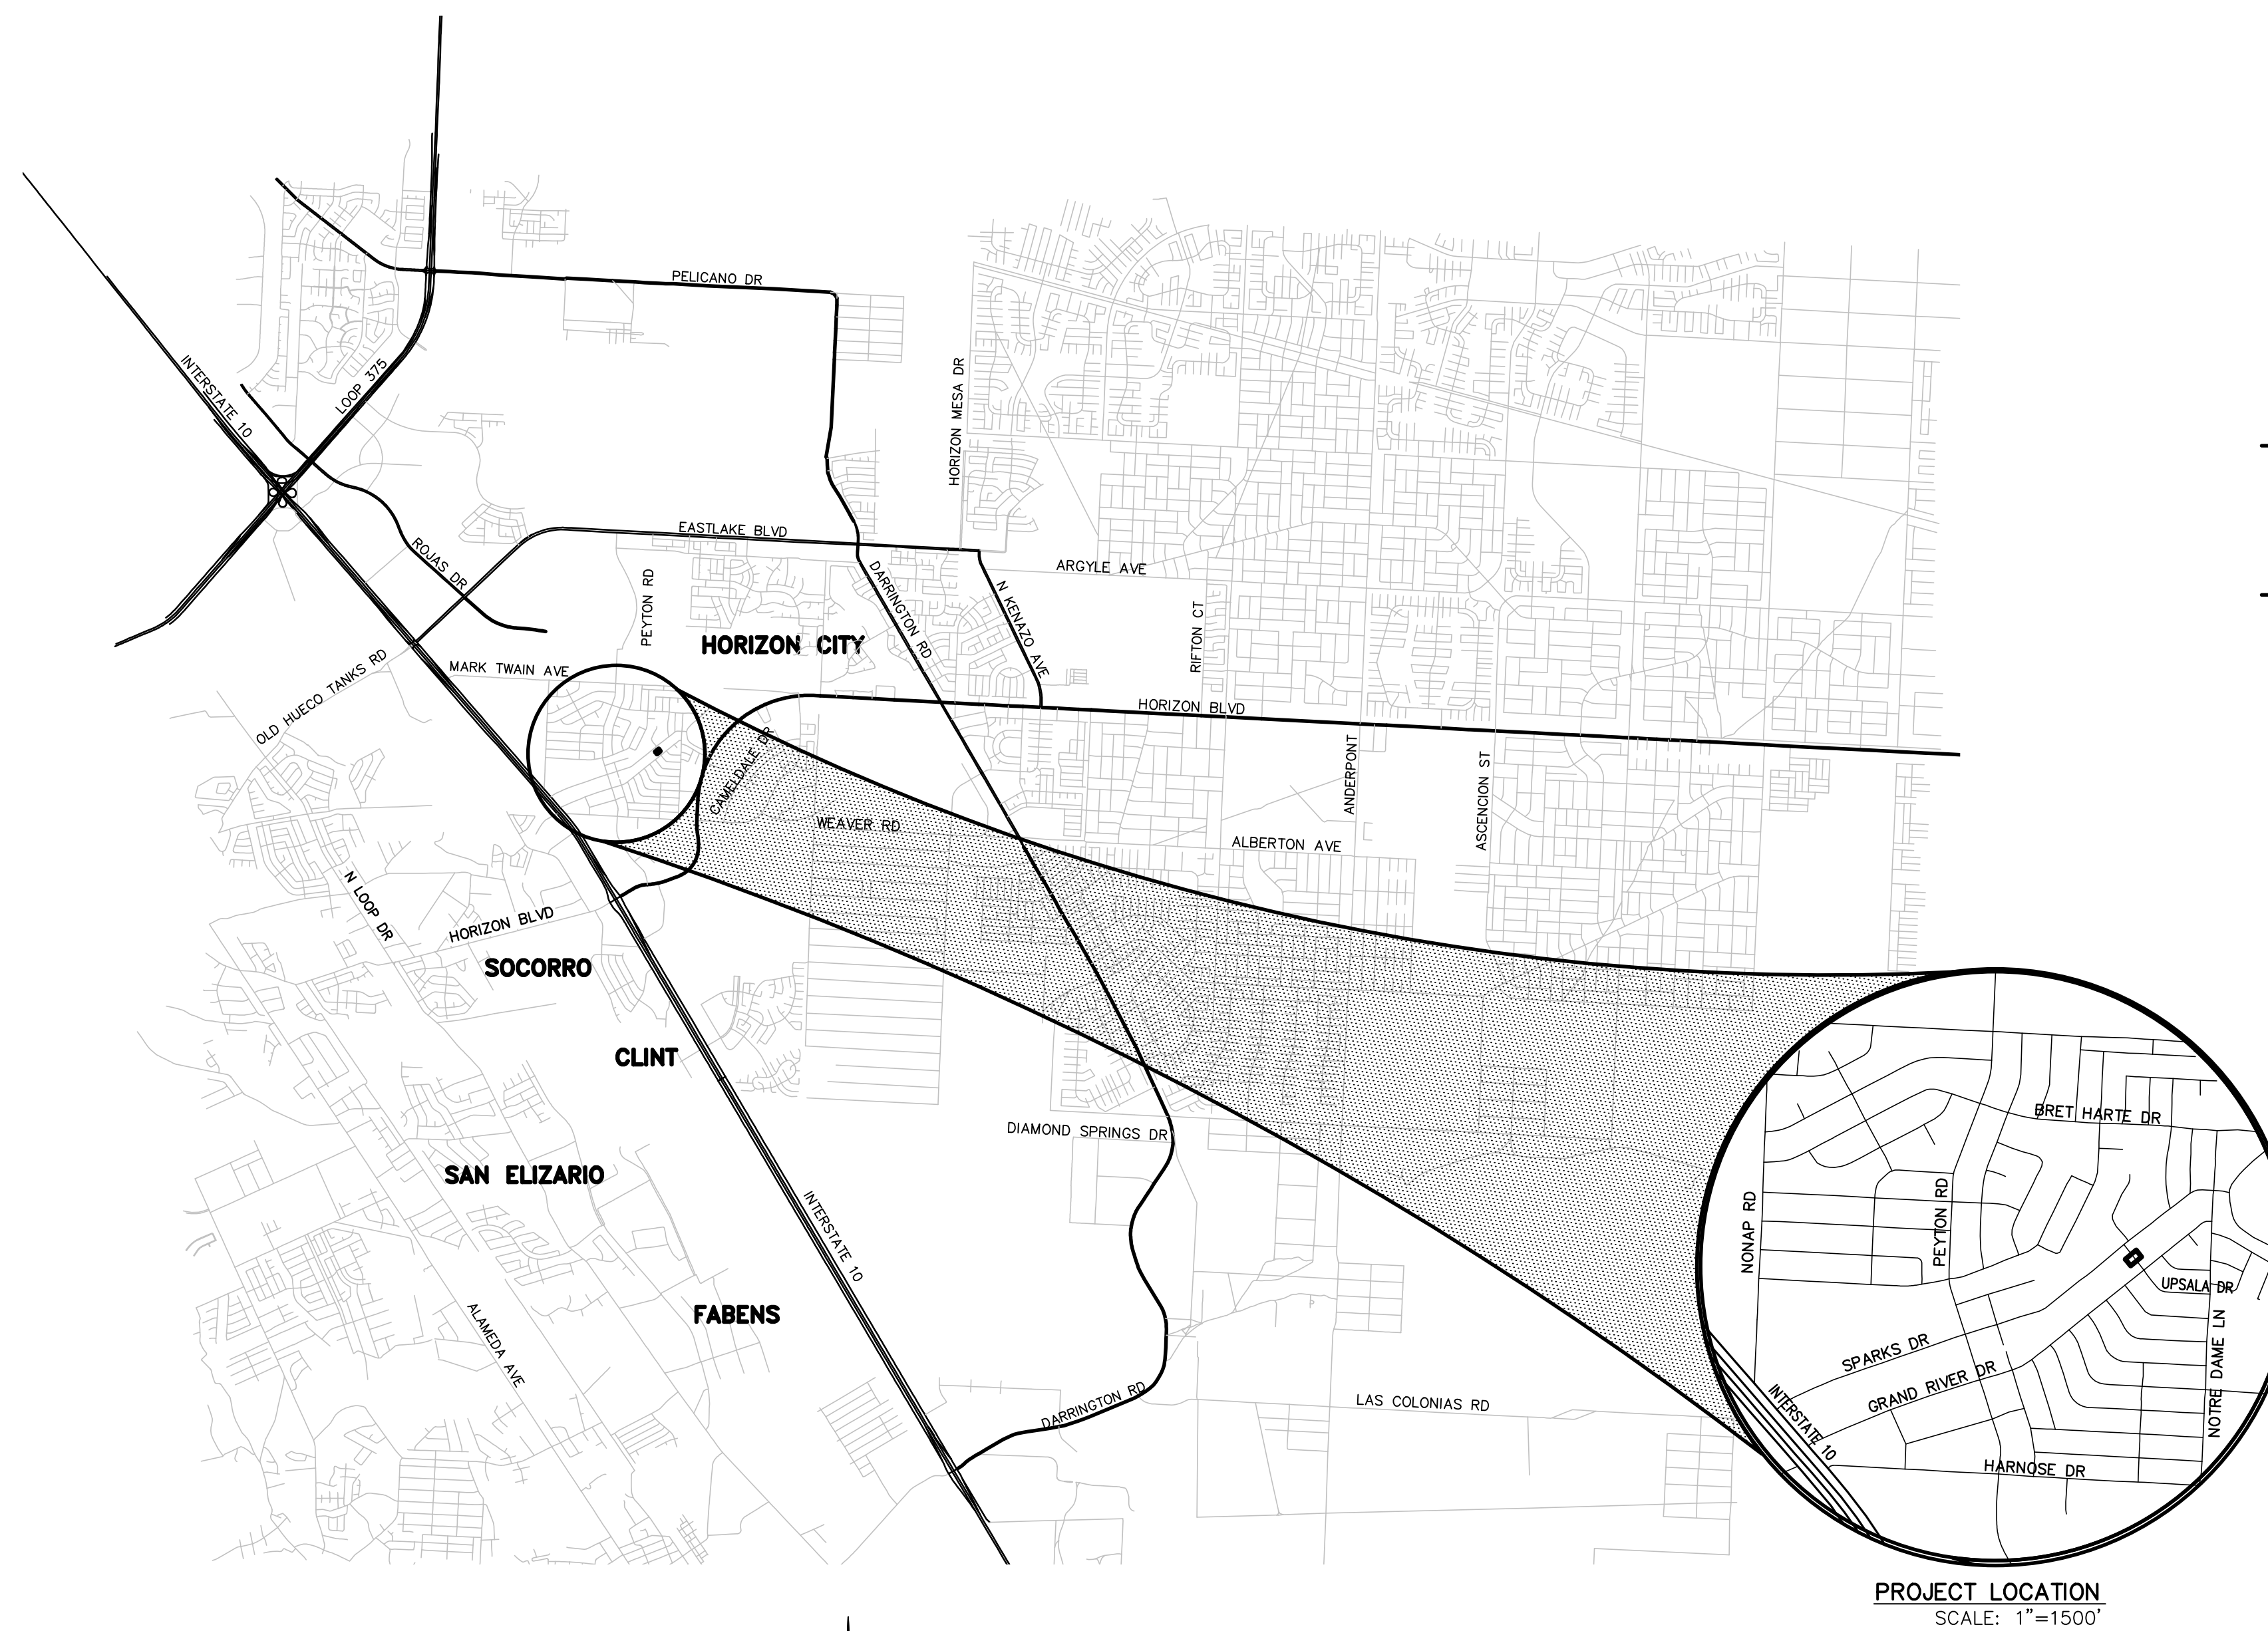 PELICANO DR
INTERSTATE 10
LOOP 375
HORIZON MESA DR
EASTLAKE BLVD
ROJAS DR
ARGYLE AVE
DARRINGTON RD
N KENAZO AVE
PEYTON RD
RIFTON CT
HORIZON CITY
MARK TWAIN AVE
OLD HUECO TANKS RD
HORIZON BLVD
CAMELDALE DR
ANDERPONT
ASCENCION ST
WEAVER RD
ALBERTON AVE
N LOOP DR
HORIZON BLVD
SOCORRO
CLINT
DIAMOND SPRINGS DR
SAN ELIZARIO
INTERSTATE 10
FABENS
ALAMEDA AVE
DARRINGTON RD
LAS COLONIAS RD
BRET HARTE DR
NONAP RD
PEYTON RD
UPSALA DR
SPARKS DR
GRAND RIVER DR
NOTRE DAME LN
INTERSTATE 10
HARNOSE DR
PROJECT LOCATION
SCALE: 1"=1500'